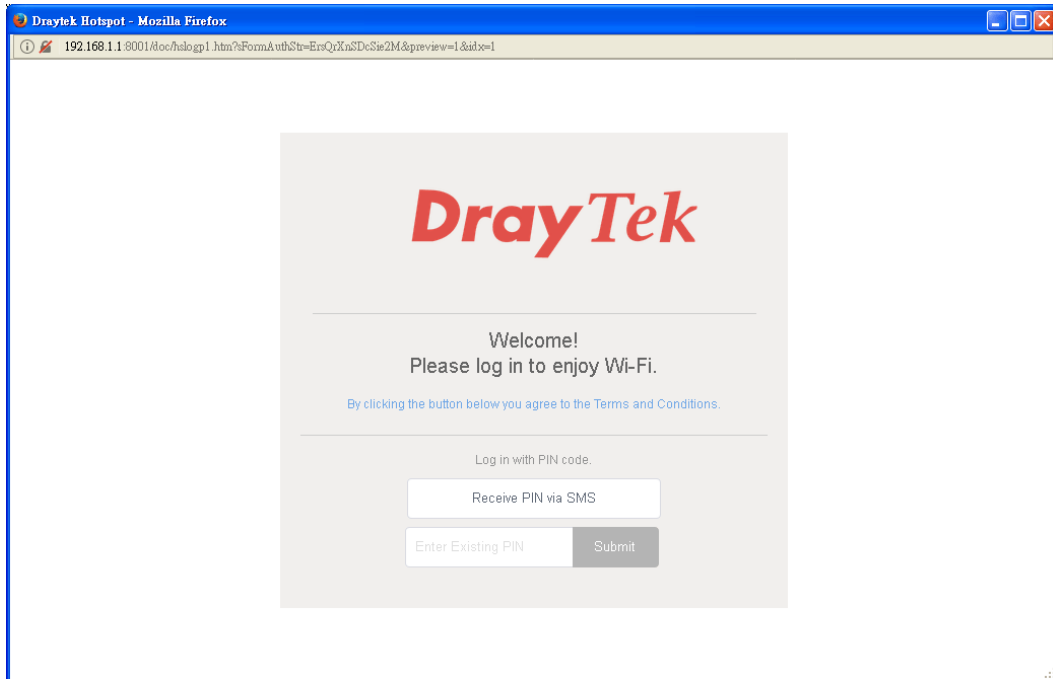 Draytek Hotspot - Mozilla Firefox
192.168.1.1:8001/doc/hslogp1.htm?sFormAuthStr=ErsQrXnSDcSie2M&preview=1&idx=1
DrayTek
Welcome!
Please log in to enjoy Wi-Fi.
By clicking the button below you agree to the Terms and Conditions.
Log in with PIN code.
Receive PIN via SMS
Enter Existing PIN Submit